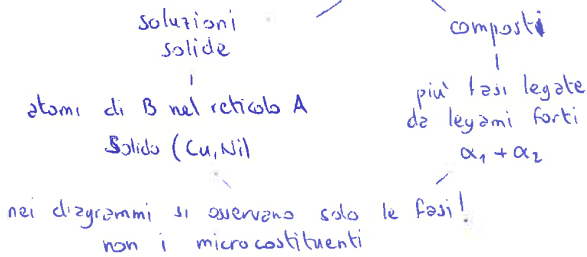 soluzioni
solide
composti
atomi di B nel reticolo A
Solido (Cu, Ni)
più fasi legate
da legami forti
α₁ + α₂
nei diagrammi si osservano solo le fasi!
non i microcostituenti